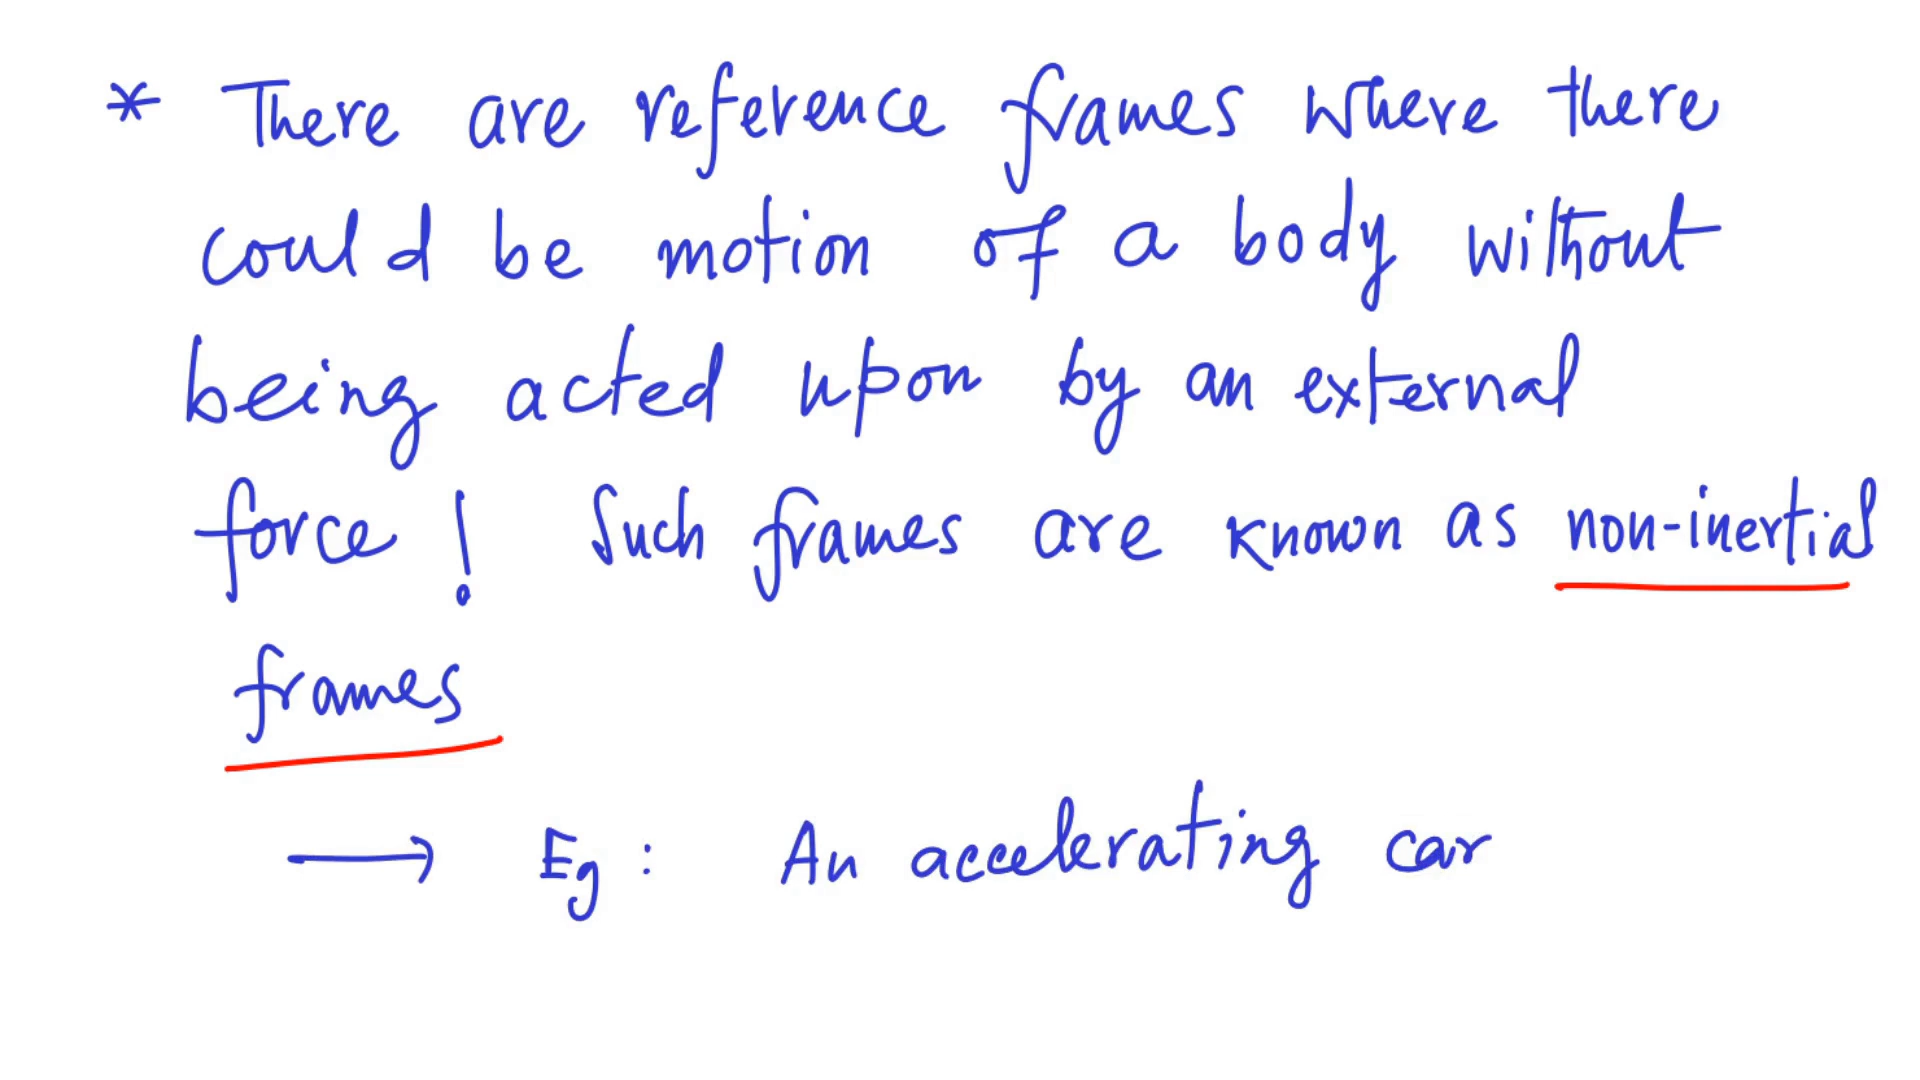 * There are reference frames where there
could be motion of a body without
being acted upon by an external
force! Such frames are known as non-inertial
frames
→ Eg: An accelerating car